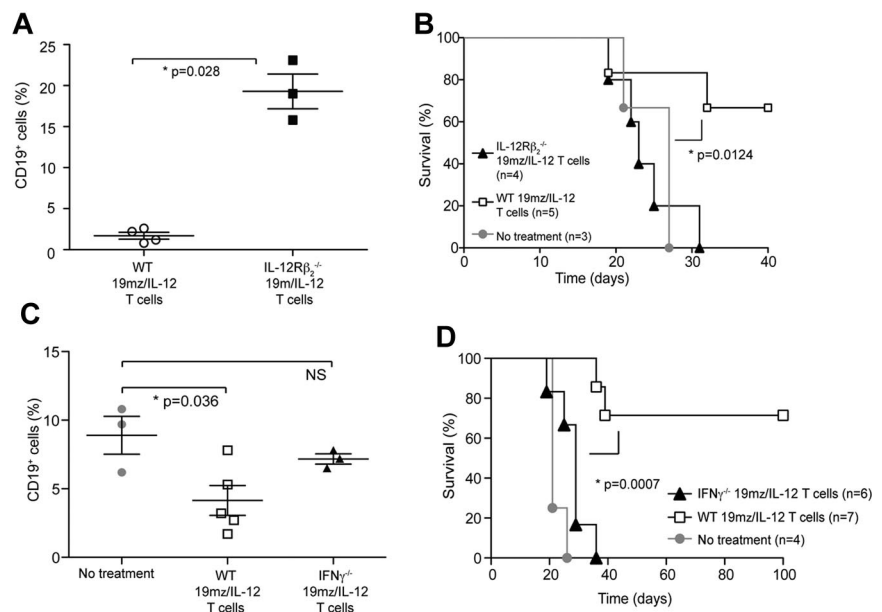 A
CD19⁺ cells (%)
25
20
15
10
5
0
* p=0.028
WT
19mz/IL-12
T cells
IL-12Rβ₂⁻/⁻
19m/IL-12
T cells
B
Survival (%)
100
80
60
40
20
0
IL-12Rβ₂⁻/⁻
19mz/IL-12 T cells
(n=4)
WT 19mz/IL-12
T cells (n=5)
No treatment (n=3)
* p=0.0124
0
10
20
30
40
Time (days)
C
CD19⁺ cells (%)
15
10
5
0
NS
* p=0.036
No treatment
WT
19mz/IL-12
T cells
IFNγ⁻/⁻
19mz/IL-12
T cells
D
Survival (%)
100
80
60
40
20
0
* p=0.0007
IFNγ⁻/⁻ 19mz/IL-12 T cells (n=6)
WT 19mz/IL-12 T cells (n=7)
No treatment (n=4)
0
20
40
60
80
100
Time (days)